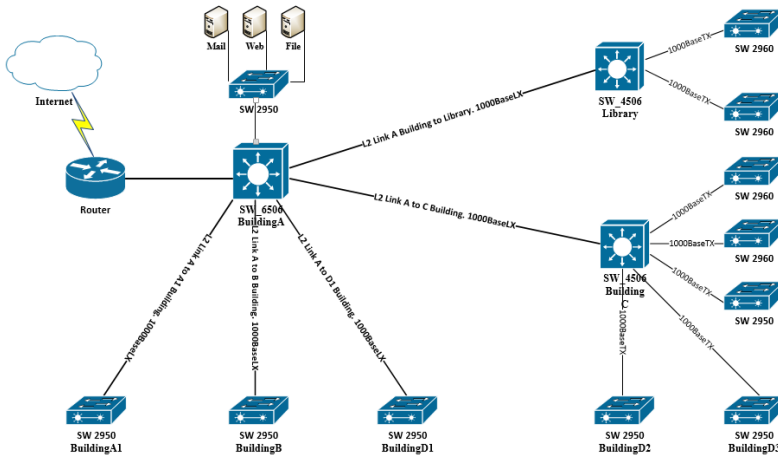 Mail Web File
Internet
SW 2950
Router
SW_6506
BuildingA
L2 Link A Building to Library. 1000BaseLX
L2 Link A to C Building. 1000BaseLX
L2 Link A to A1 Building. 1000BaseLX
L2 Link A to B Building. 1000BaseLX
L2 Link A to D1 Building. 1000BaseLX
SW_4506
Library
1000BaseTX
SW 2960
1000BaseTX
SW 2960
SW_4506
Building
C
1000BaseTX
SW 2960
1000BaseTX
SW 2960
1000BaseTX
SW 2950
1000BaseTX
1000BaseTX
SW 2950
BuildingA1
SW 2950
BuildingB
SW 2950
BuildingD1
SW 2950
BuildingD2
SW 2950
BuildingD3